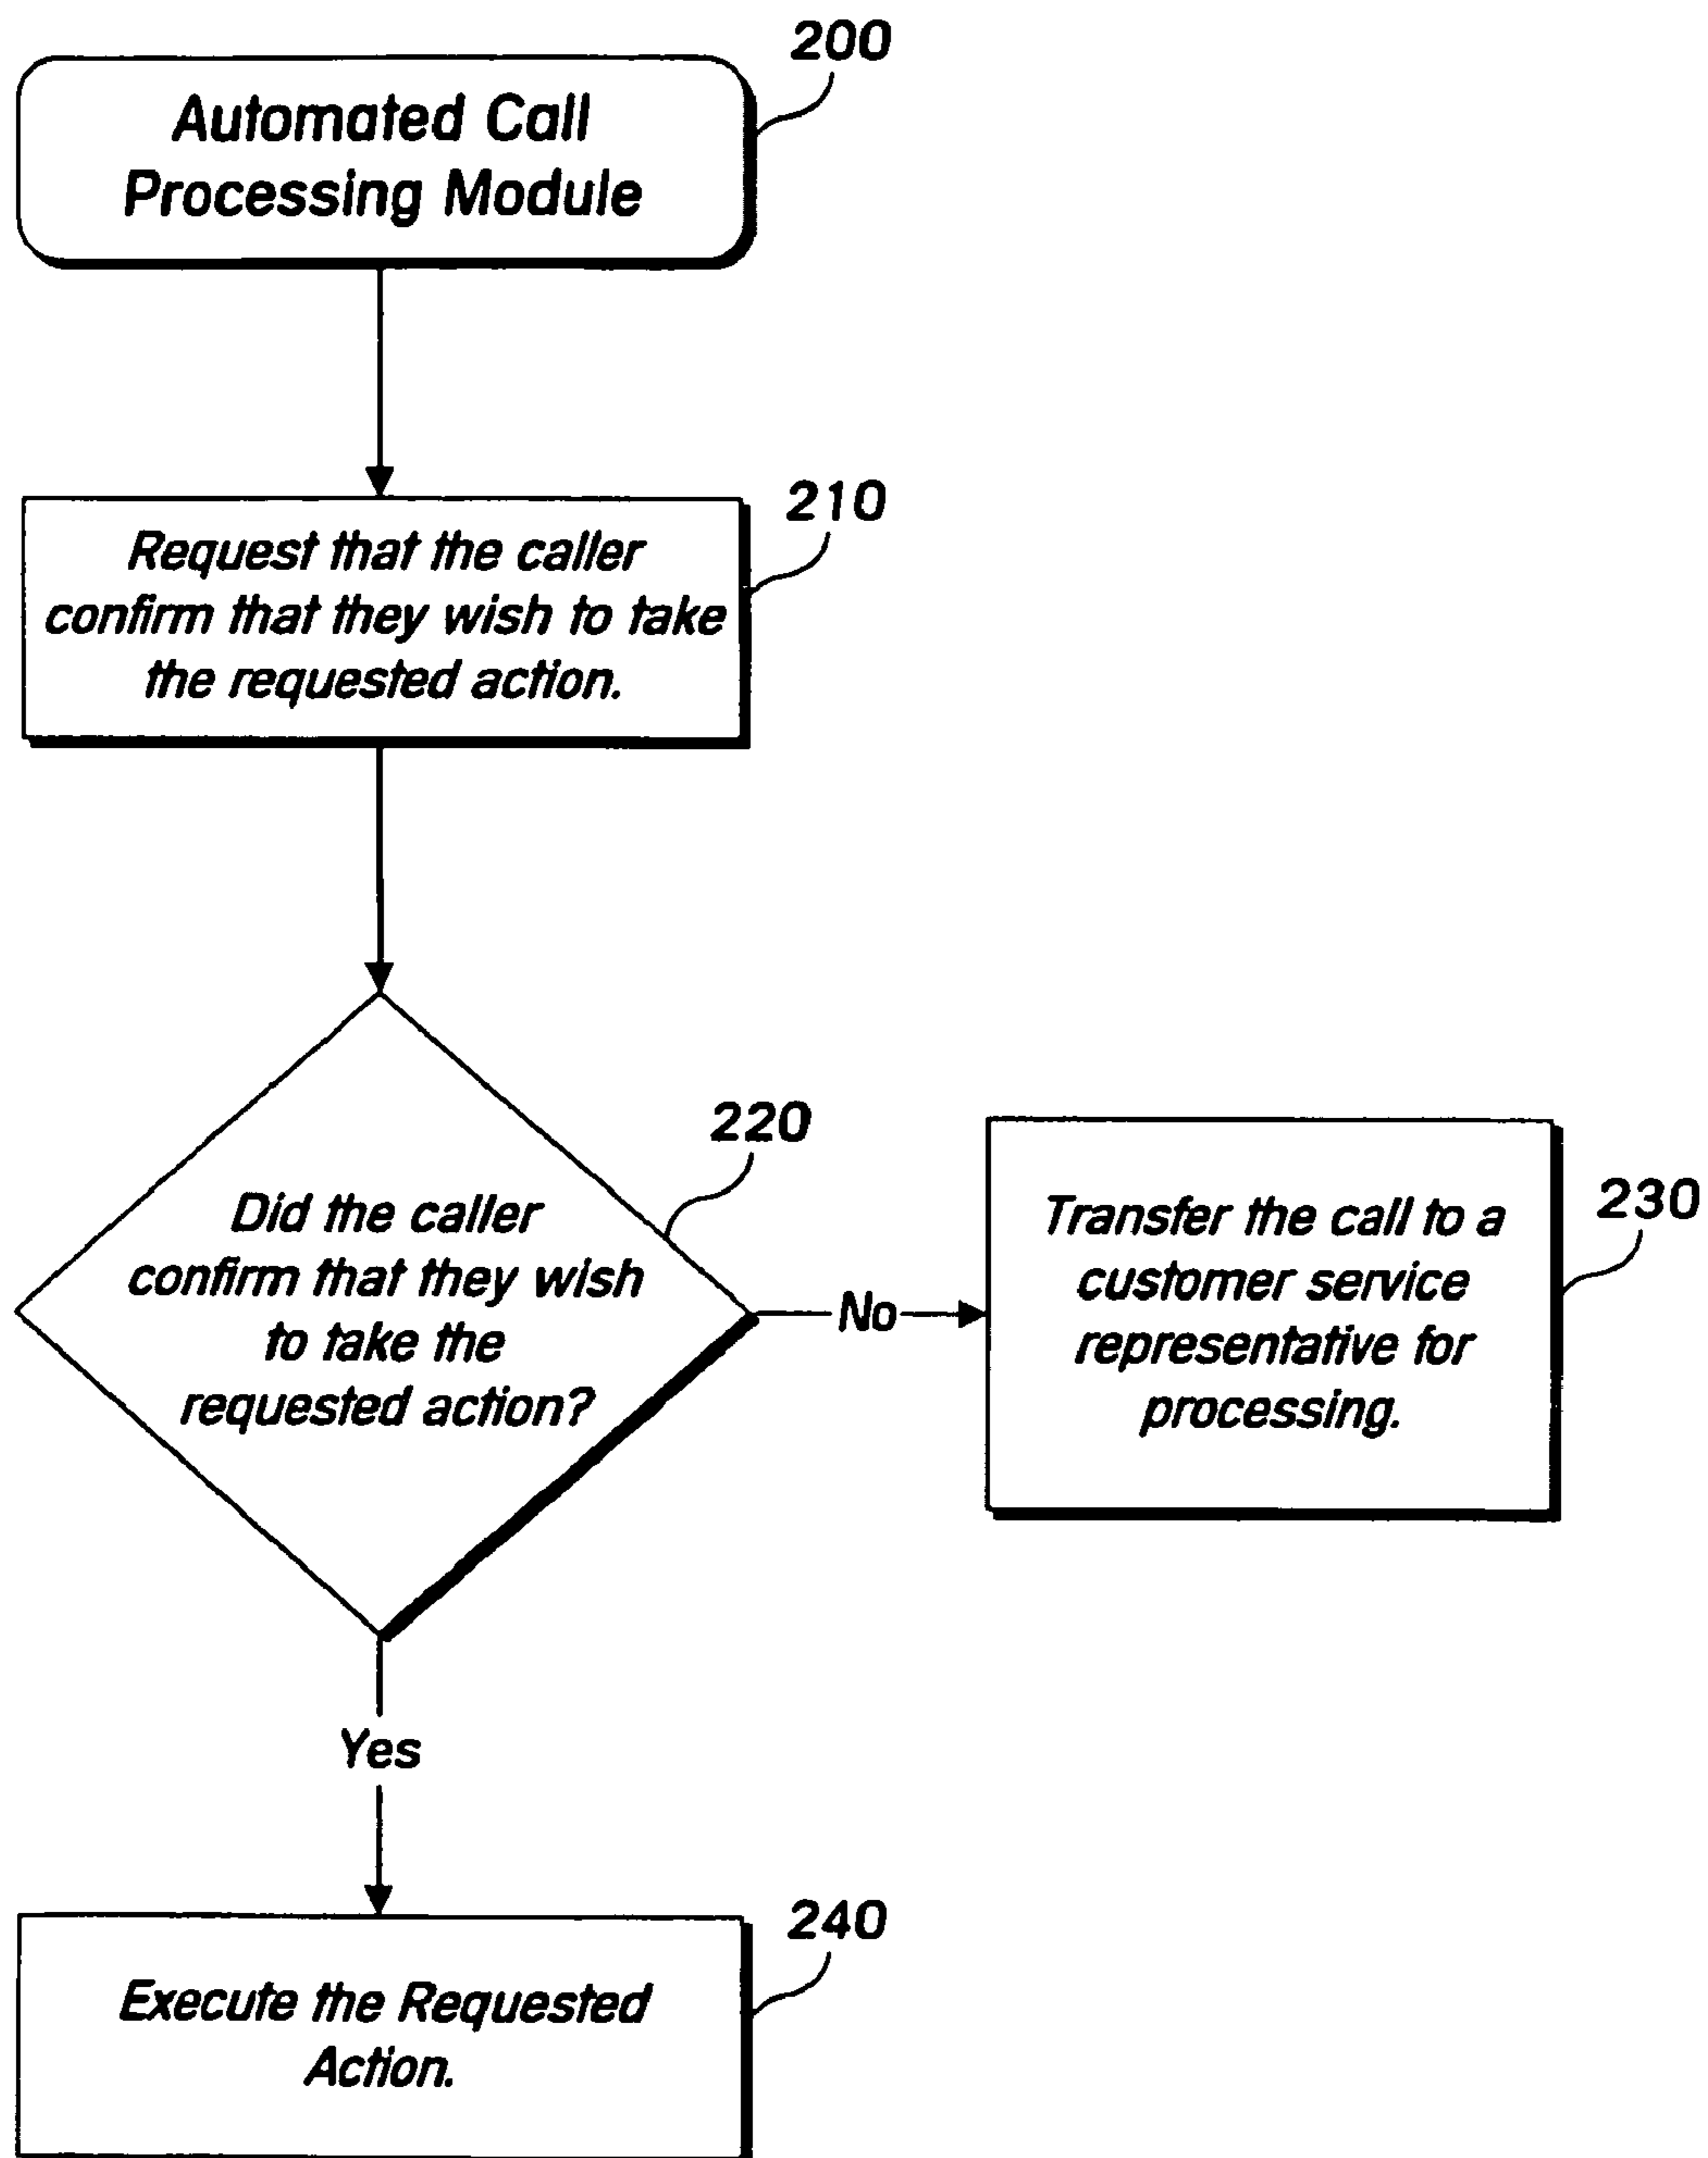 200
Automated Call
Processing Module
210
Request that the caller
confirm that they wish to take
the requested action.
220
Did the caller
confirm that they wish
to take the
requested action?
No
230
Transfer the call to a
customer service
representative for
processing.
Yes
240
Execute the Requested
Action.